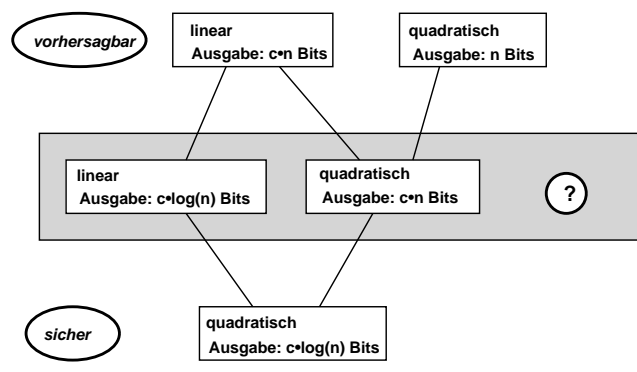 vorhersagbar
linear
Ausgabe: c•n Bits
quadratisch
Ausgabe: n Bits
linear
Ausgabe: c•log(n) Bits
quadratisch
Ausgabe: c•n Bits
?
sicher
quadratisch
Ausgabe: c•log(n) Bits